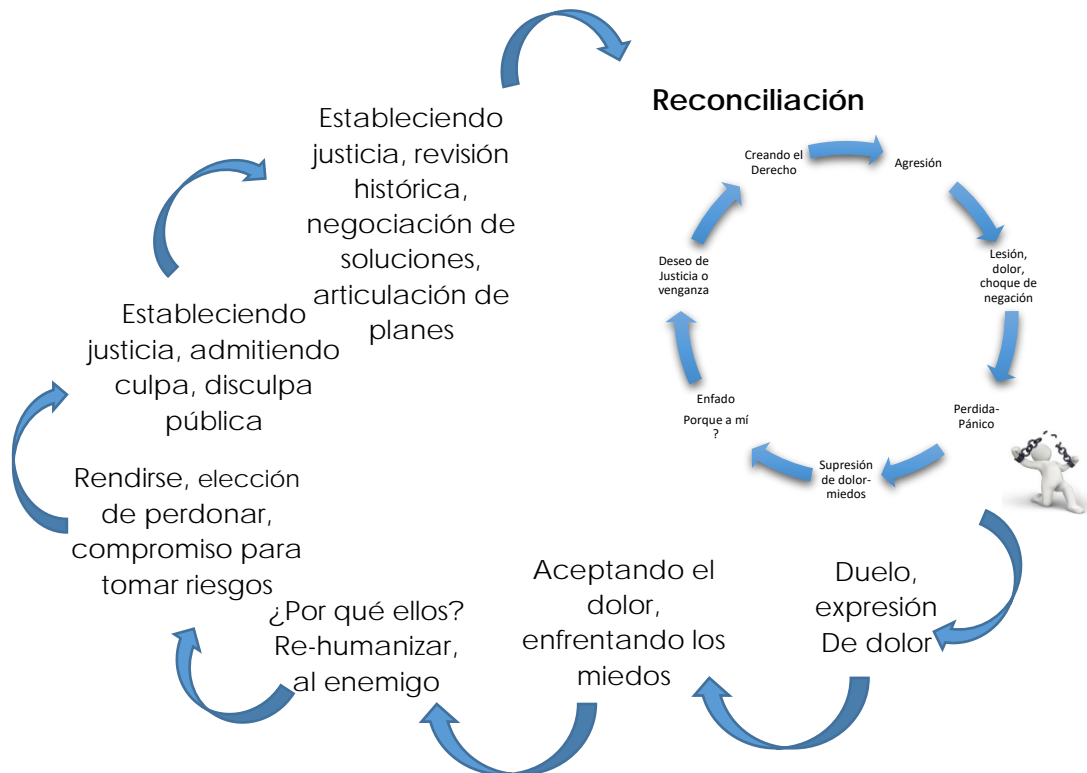 Reconciliación
Creando el
Derecho
Agresión
Lesión,
dolor,
choque de
negación
Perdida-
Pánico
Supresión
de dolor-
miedos
Enfado
Porque a mí
?
Deseo de
Justicia o
venganza
Duelo,
expresión
De dolor
Aceptando el
dolor,
enfrentando los
miedos
¿Por qué ellos?
Re-humanizar,
al enemigo
Rendirse, elección
de perdonar,
compromiso para
tomar riesgos
Estableciendo
justicia, admitiendo
culpa, disculpa
pública
Estableciendo
justicia, revisión
histórica,
negociación de
soluciones,
articulación de
planes